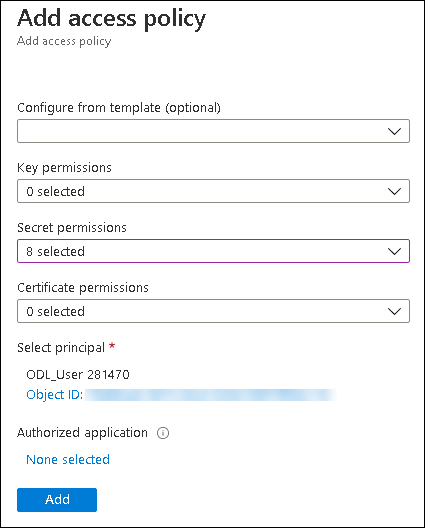 Add access policy
Add access policy
Configure from template (optional)
Key permissions
0 selected
Secret permissions
8 selected
Certificate permissions
0 selected
Select principal *
ODL_User 281470
Object ID:
Authorized application
None selected
Add